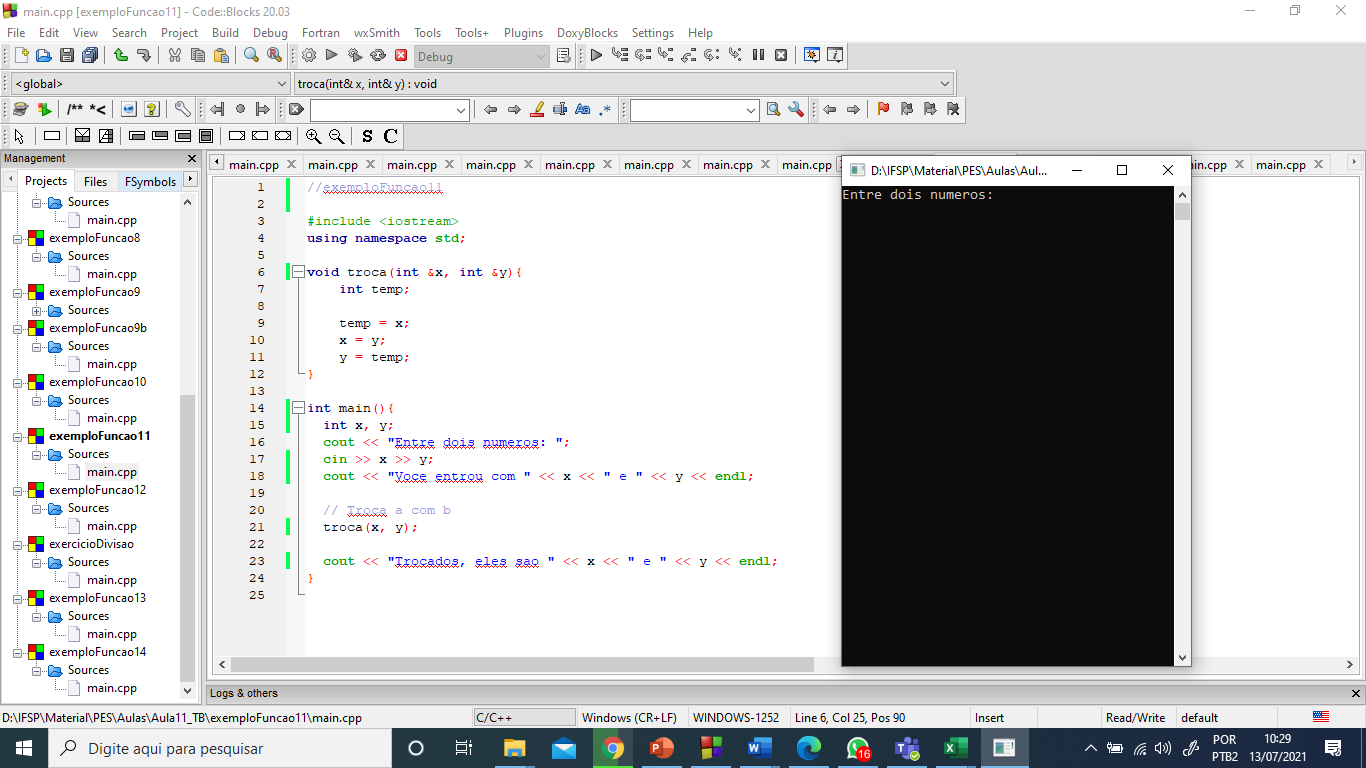 main.cpp [exemploFuncao11] - Code::Blocks 20.03
File Edit View Search Project Build Debug Fortran wxSmith Tools Tools+ Plugins DoxyBlocks Settings Help
Debug
<global> troca(int& x, int& y) : void
/** *<
Aa .*
S C
Management
Projects Files FSymbols
Sources
main.cpp
exemploFuncao8
Sources
main.cpp
exemploFuncao9
Sources
exemploFuncao9b
Sources
main.cpp
exemploFuncao10
Sources
main.cpp
exemploFuncao11
Sources
main.cpp
exemploFuncao12
Sources
main.cpp
exercicioDivisao
Sources
main.cpp
exemploFuncao13
Sources
main.cpp
exemploFuncao14
Sources
main.cpp
main.cpp main.cpp main.cpp main.cpp main.cpp main.cpp main.cpp main.cpp
main.cpp
1 //exemploFuncao11
2
3 #include <iostream>
4 using namespace std;
5
6 void troca(int &x, int &y){
7 int temp;
8
9 temp = x;
10 x = y;
11 y = temp;
12 }
13
14 int main(){
15 int x, y;
16 cout << "Entre dois numeros: ";
17 cin >> x >> y;
18 cout << "Voce entrou com " << x << " e " << y << endl;
19
20 // Troca a com b
21 troca(x, y);
22
23 cout << "Trocados, eles sao " << x << " e " << y << endl;
24 }
25
D:\IFSP\Material\PES\Aulas\Aul...
Entre dois numeros:
Logs & others
D:\IFSP\Material\PES\Aulas\Aula11_TB\exemploFuncao11\main.cpp C/C++ Windows (CR+LF) WINDOWS-1252 Line 6, Col 25, Pos 90 Insert Read/Write default
Digite aqui para pesquisar
16
POR
PTB2
10:29
13/07/2021